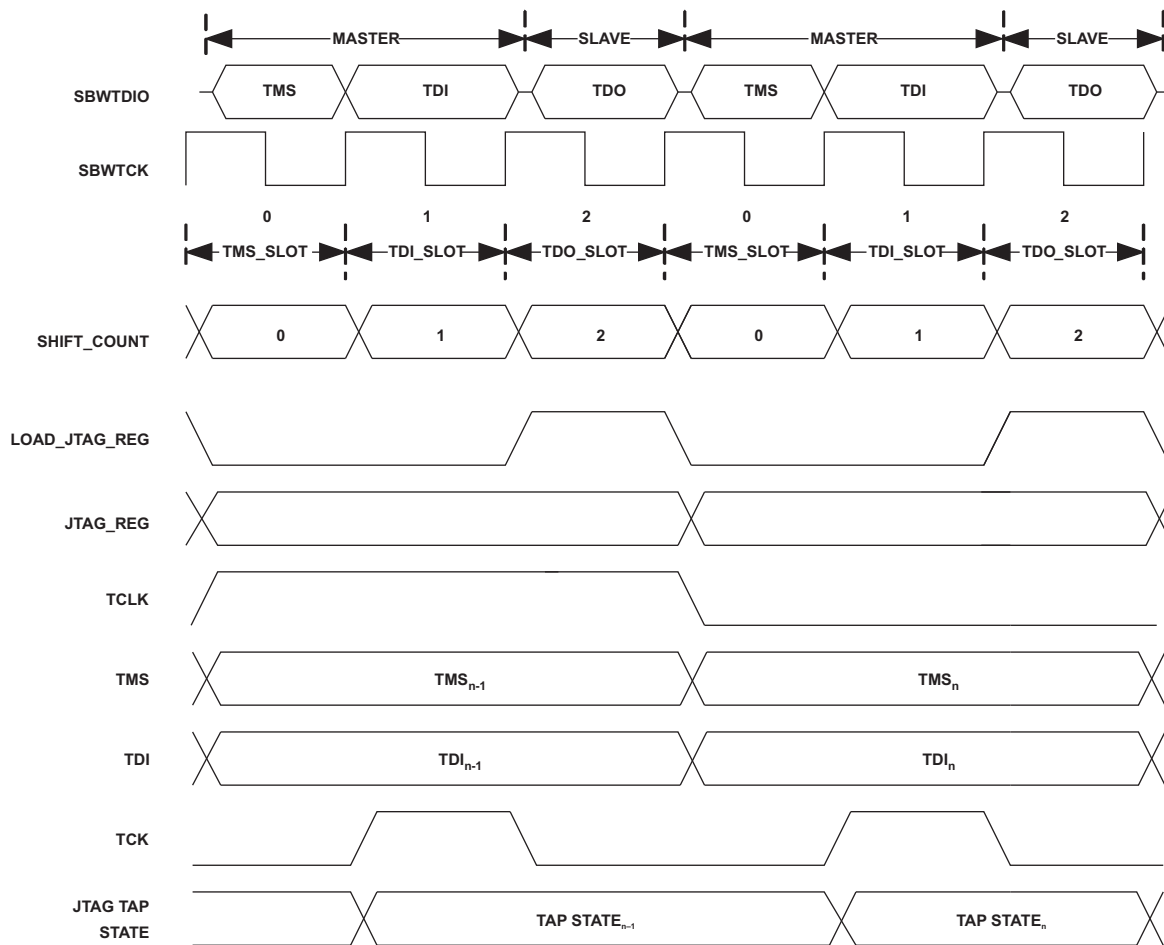 MASTER SLAVE MASTER SLAVE
SBWTDIO TMS TDI TDO TMS TDI TDO
SBWTCK
0 1 2 0 1 2
TMS_SLOT TDI_SLOT TDO_SLOT TMS_SLOT TDI_SLOT TDO_SLOT
SHIFT_COUNT 0 1 2 0 1 2
LOAD_JTAG_REG
JTAG_REG
TCLK
TMS TMSn-1 TMSn
TDI TDIn-1 TDIn
TCK
JTAG TAP
STATE TAP STATEn–1 TAP STATEn